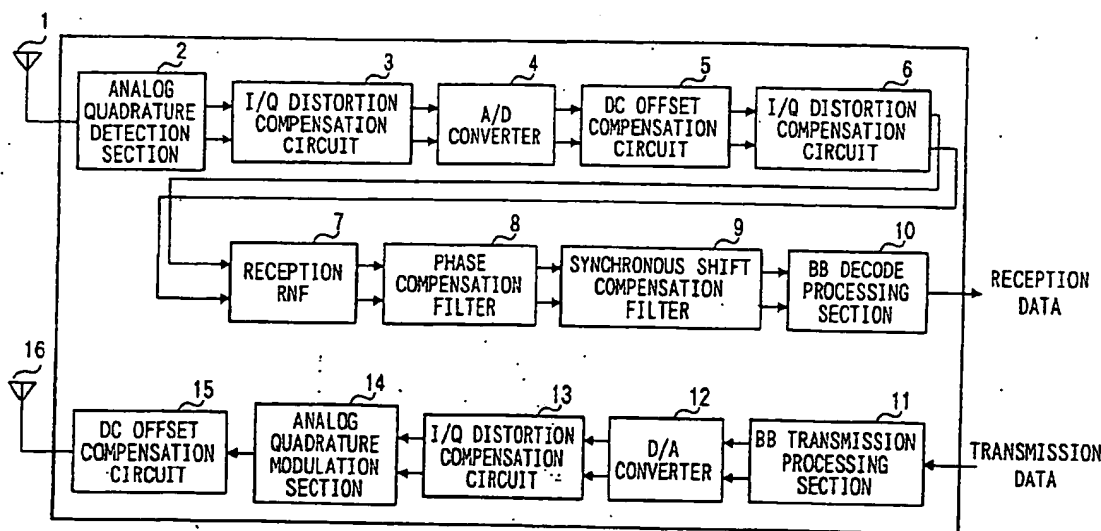 1
2
3
4
5
6
ANALOG
QUADRATURE
DETECTION
SECTION
I/Q DISTORTION
COMPENSATION
CIRCUIT
A/D
CONVERTER
DC OFFSET
COMPENSATION
CIRCUIT
I/Q DISTORTION
COMPENSATION
CIRCUIT
7
8
9
10
RECEPTION
RNF
PHASE
COMPENSATION
FILTER
SYNCHRONOUS SHIFT
COMPENSATION
FILTER
BB DECODE
PROCESSING
SECTION
RECEPTION
DATA
16
15
14
13
12
11
DC OFFSET
COMPENSATION
CIRCUIT
ANALOG
QUADRATURE
MODULATION
SECTION
I/Q DISTORTION
COMPENSATION
CIRCUIT
D/A
CONVERTER
BB TRANSMISSION
PROCESSING
SECTION
TRANSMISSION
DATA